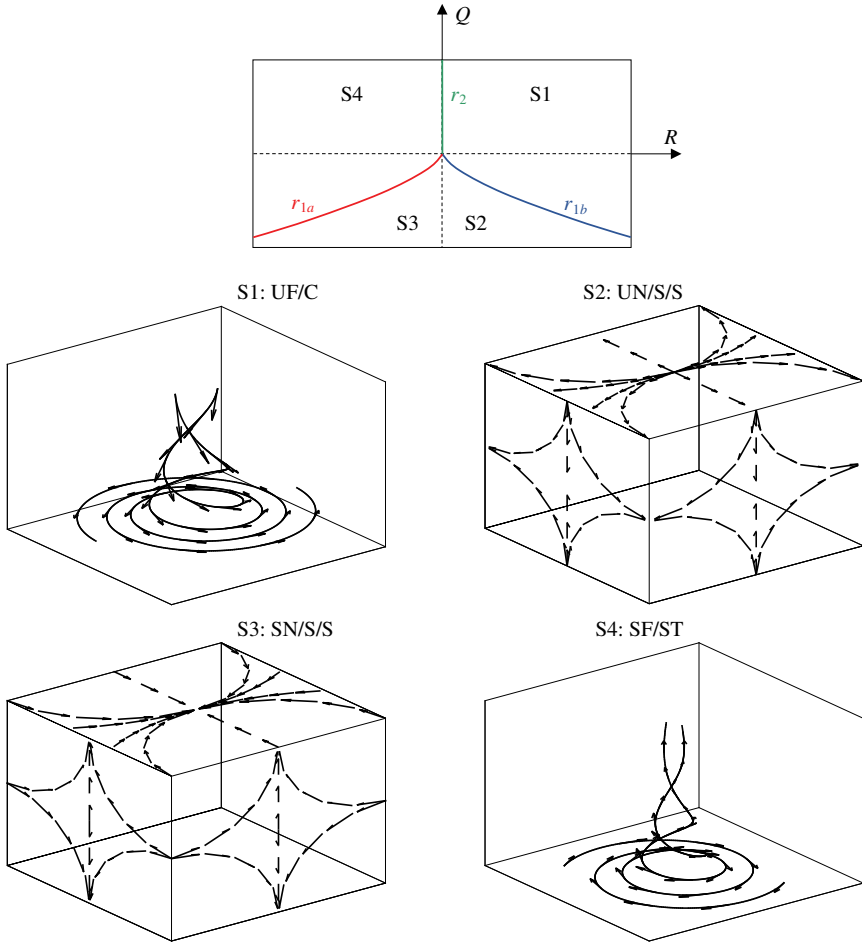 Q
S4
r2
S1
R
r1a
S3
S2
r1b
S1: UF/C
S2: UN/S/S
S3: SN/S/S
S4: SF/ST